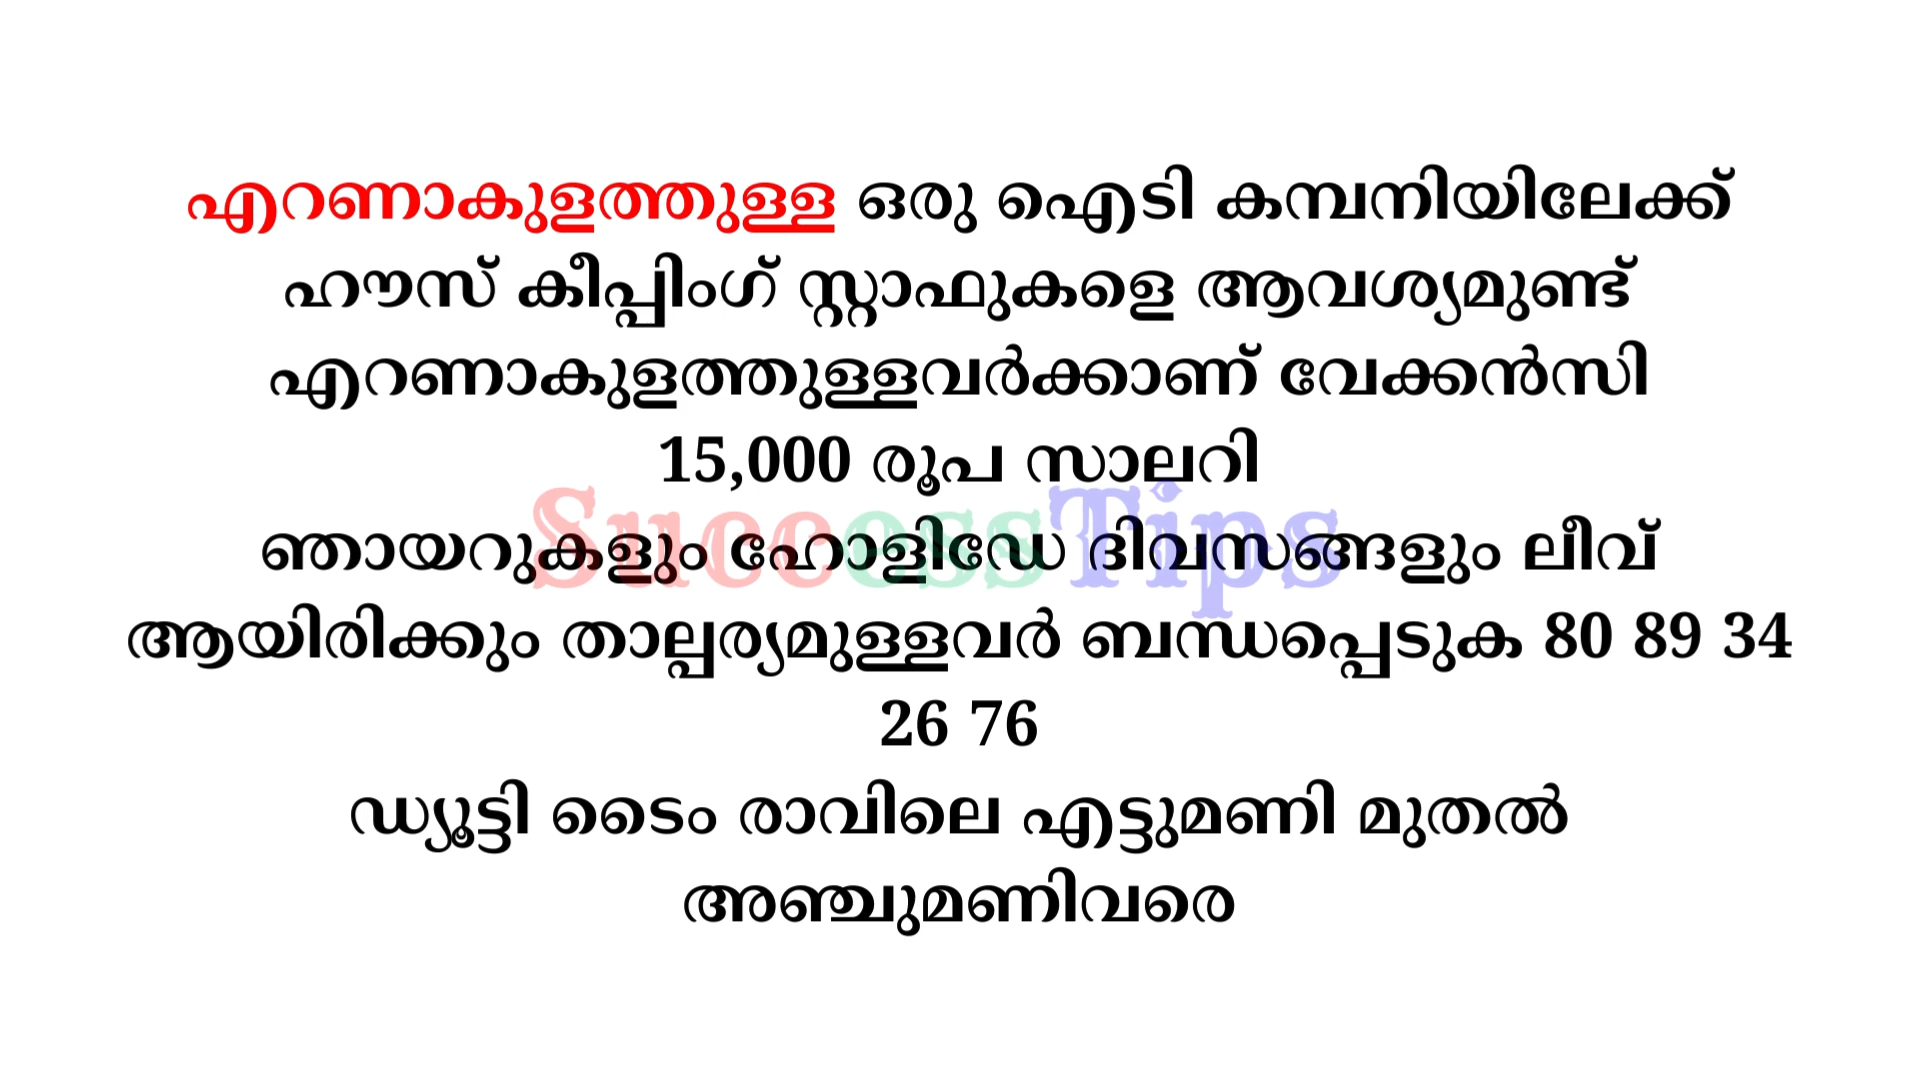 എറണാകുളത്തുള്ള ഒരു ഐടി കമ്പനിയിലേക്ക്
ഹൗസ് കീപ്പിംഗ് സ്റ്റാഫുകളെ ആവശ്യമുണ്ട്
എറണാകുളത്തുള്ളവർക്കാണ് വേക്കൻസി
15,000 രൂപ സാലറി
SuccessTips
ഞായറുകളും ഹോളിഡേ ദിവസങ്ങളും ലീവ്
ആയിരിക്കും താല്പര്യമുള്ളവർ ബന്ധപ്പെടുക 80 89 34
26 76
ഡ്യൂട്ടി ടൈം രാവിലെ എട്ടുമണി മുതൽ
അഞ്ചുമണിവരെ